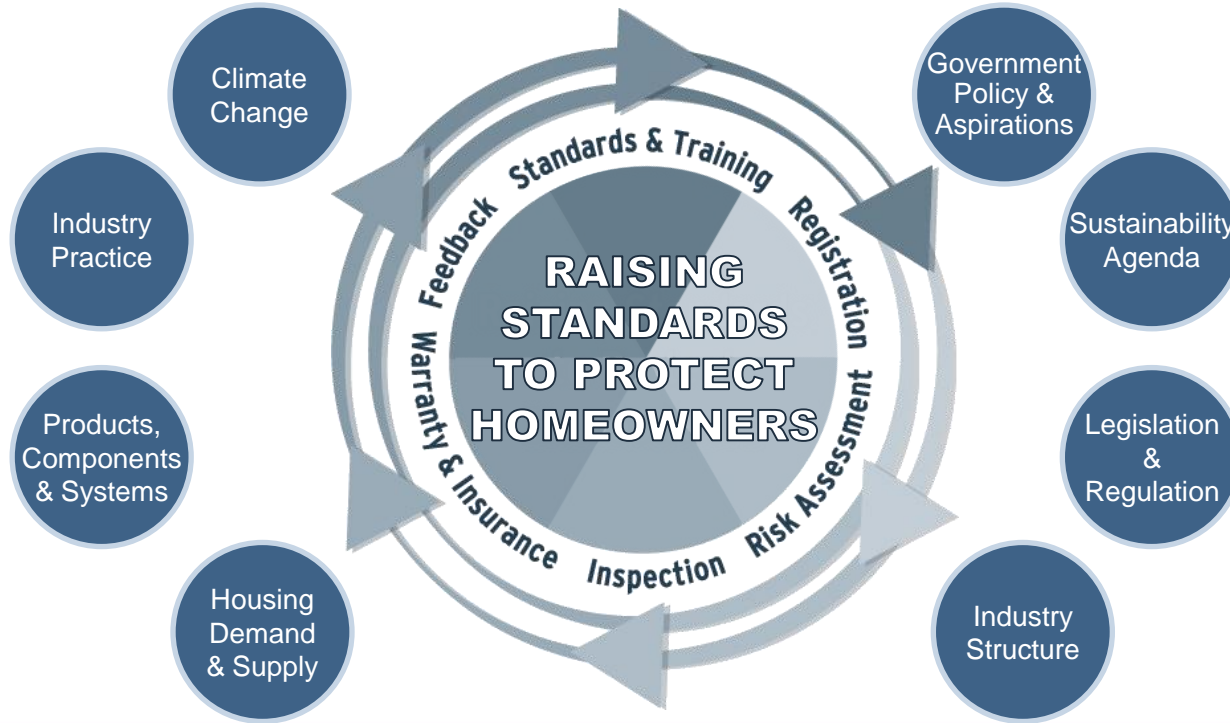 Climate
Change
Industry
Practice
Products,
Components
& Systems
Housing
Demand
& Supply
Standards & Training
Registration
Risk Assessment
Inspection
Warranty & Insurance
Feedback
RAISING
STANDARDS
TO PROTECT
HOMEOWNERS
Government
Policy &
Aspirations
Sustainability
Agenda
Legislation
&
Regulation
Industry
Structure